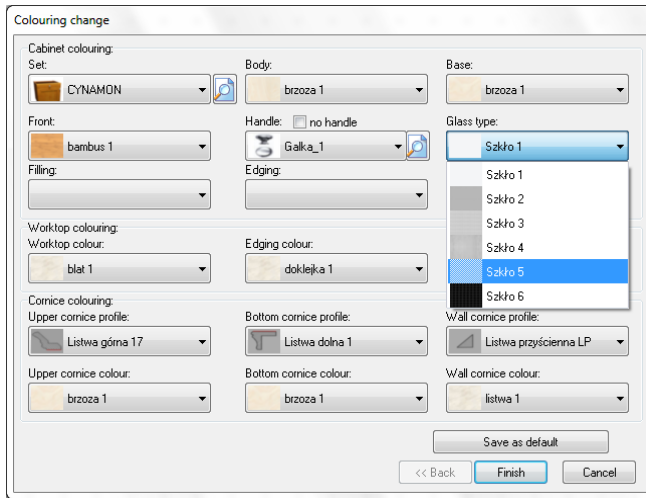 Colouring change
Cabinet colouring:
Set: Body: Base:
CYNAMON brzoza 1 brzoza 1
Front: Handle: no handle Glass type:
bambus 1 Galka_1 Szkło 1
Filling: Edging:
Szkło 1
Szkło 2
Szkło 3
Szkło 4
Szkło 5
Szkło 6
Worktop colouring:
Worktop colour: Edging colour:
blat 1 doklejka 1
Cornice colouring:
Upper cornice profile: Bottom cornice profile: Wall cornice profile:
Listwa górna 17 Listwa dolna 1 Listwa przyścienna LP
Upper cornice colour: Bottom cornice colour: Wall cornice colour:
brzoza 1 brzoza 1 listwa 1
Save as default
<< Back Finish Cancel